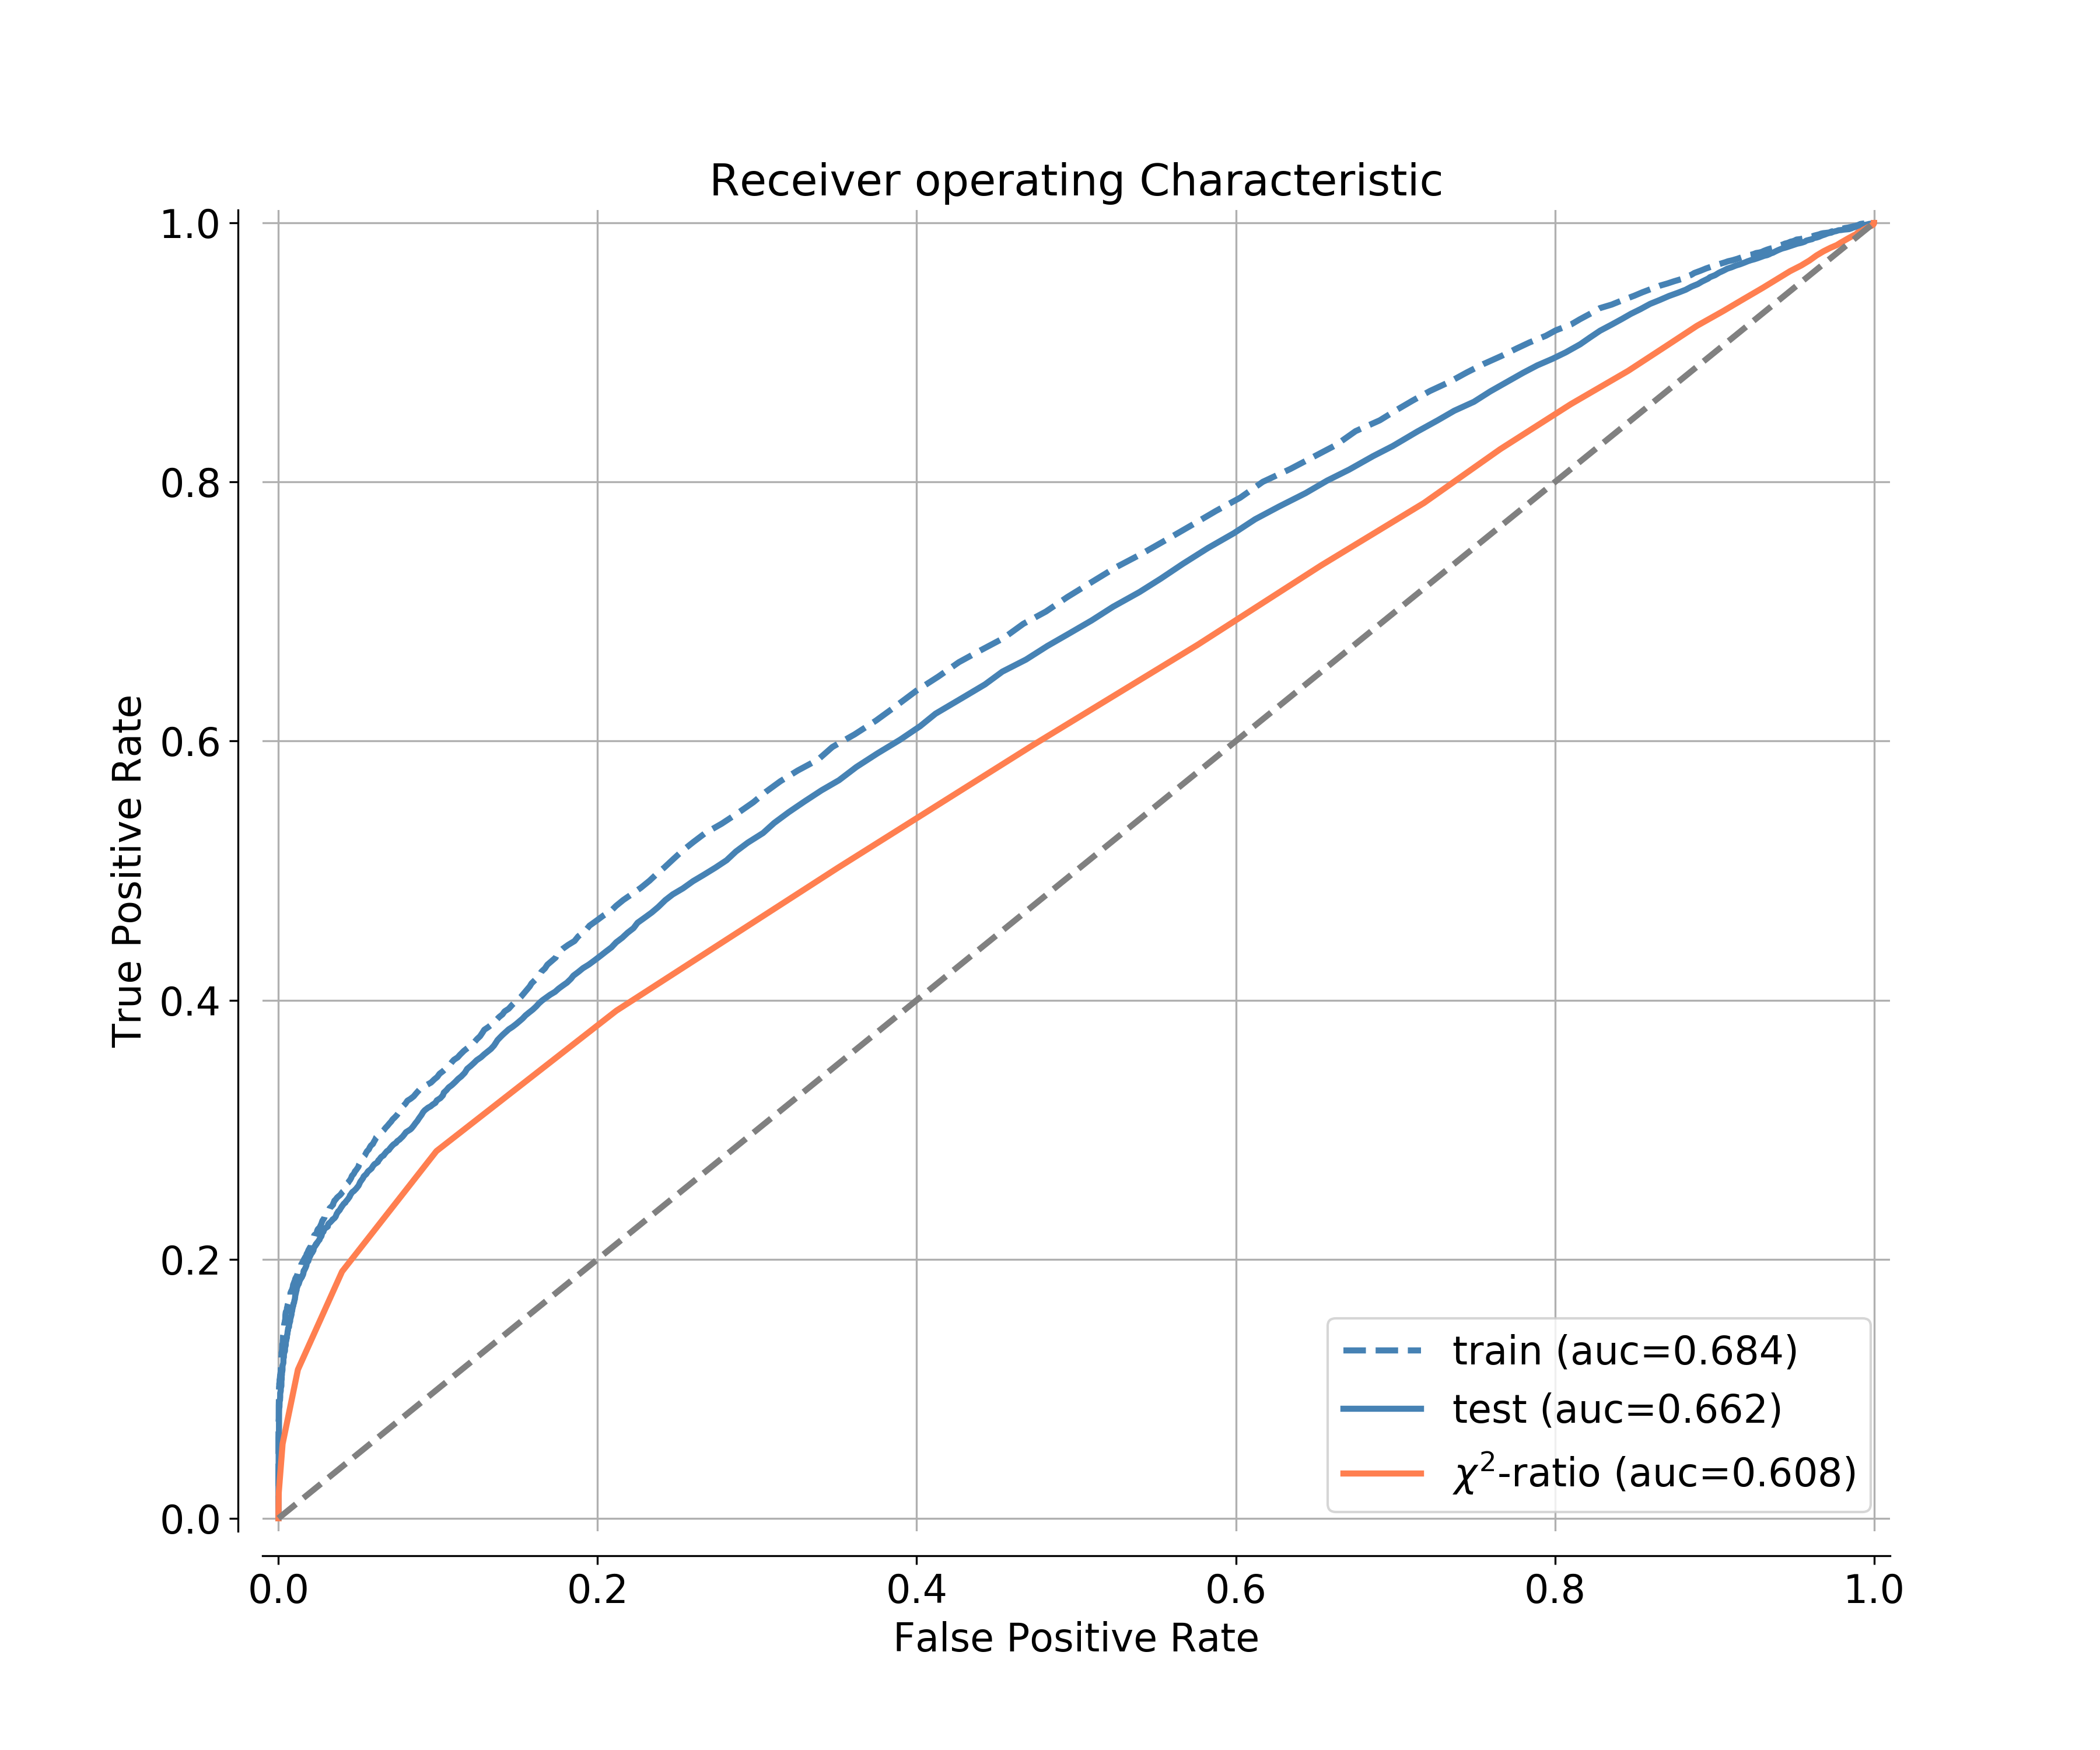 Receiver operating Characteristic
1.0
0.8
0.6
0.4
0.2
0.0
True Positive Rate
train (auc=0.684)
test (auc=0.662)
χ²-ratio (auc=0.608)
0.0 0.2 0.4 0.6 0.8 1.0
False Positive Rate